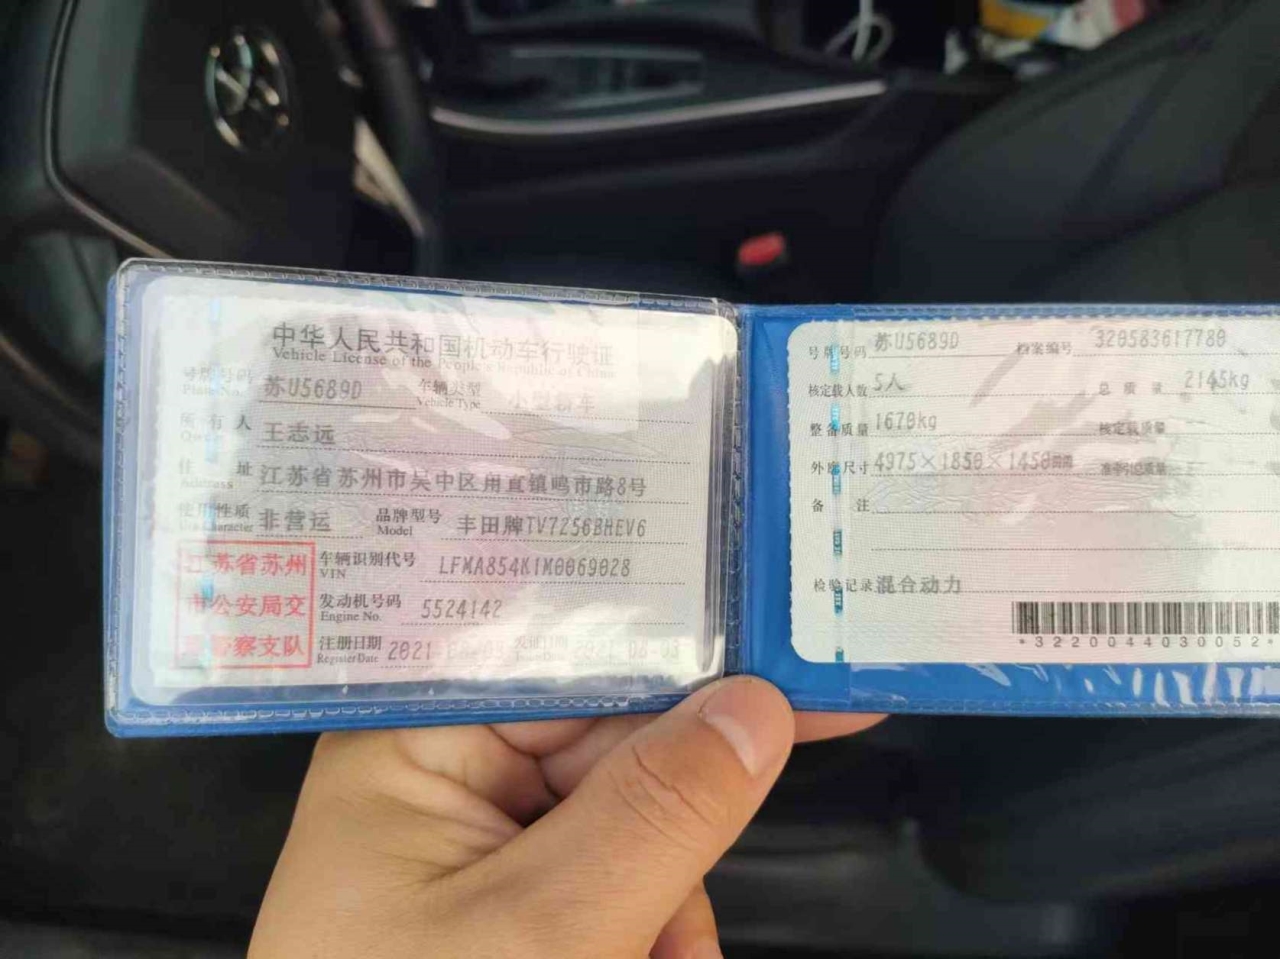 中华人民共和国机动车行驶证
Vehicle License of the People's Republic of China
号牌号码 苏U5689D 车辆类型 小型轿车
Plate No. Vehicle Type
所有人 王志远
Owner
住址 江苏省苏州市吴中区甪直镇鸣市路8号
Address
使用性质 非营运 品牌型号 丰田牌TV7256BHEV6
Use Character Model
江苏省苏州
市公安局交
警察支队
车辆识别代号 LFMA854K1M0069028
VIN
发动机号码 5524142
Engine No.
注册日期 2021 发证日期 2021
Register Date
号牌号码 苏U5689D 档案编号 320583617780
核定载人数 5人 总质量 2145kg
整备质量 1670kg 核定载质量
外廓尺寸 4975×1850×1450mm 准牵引总质量
备注
检验记录 混合动力
*3220044030052*